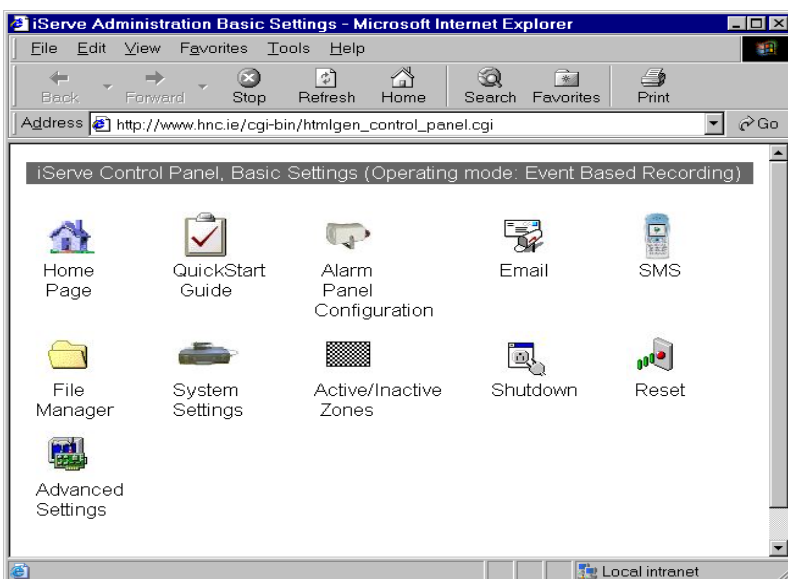 iServe Administration Basic Settings - Microsoft Internet Explorer
File Edit View Favorites Tools Help
Back Forward Stop Refresh Home Search Favorites Print
Address http://www.hnc.ie/cgi-bin/htmlgen_control_panel.cgi Go
iServe Control Panel, Basic Settings (Operating mode: Event Based Recording)
Home Page
QuickStart Guide
Alarm Panel Configuration
Email
SMS
File Manager
System Settings
Active/Inactive Zones
Shutdown
Reset
Advanced Settings
Local intranet